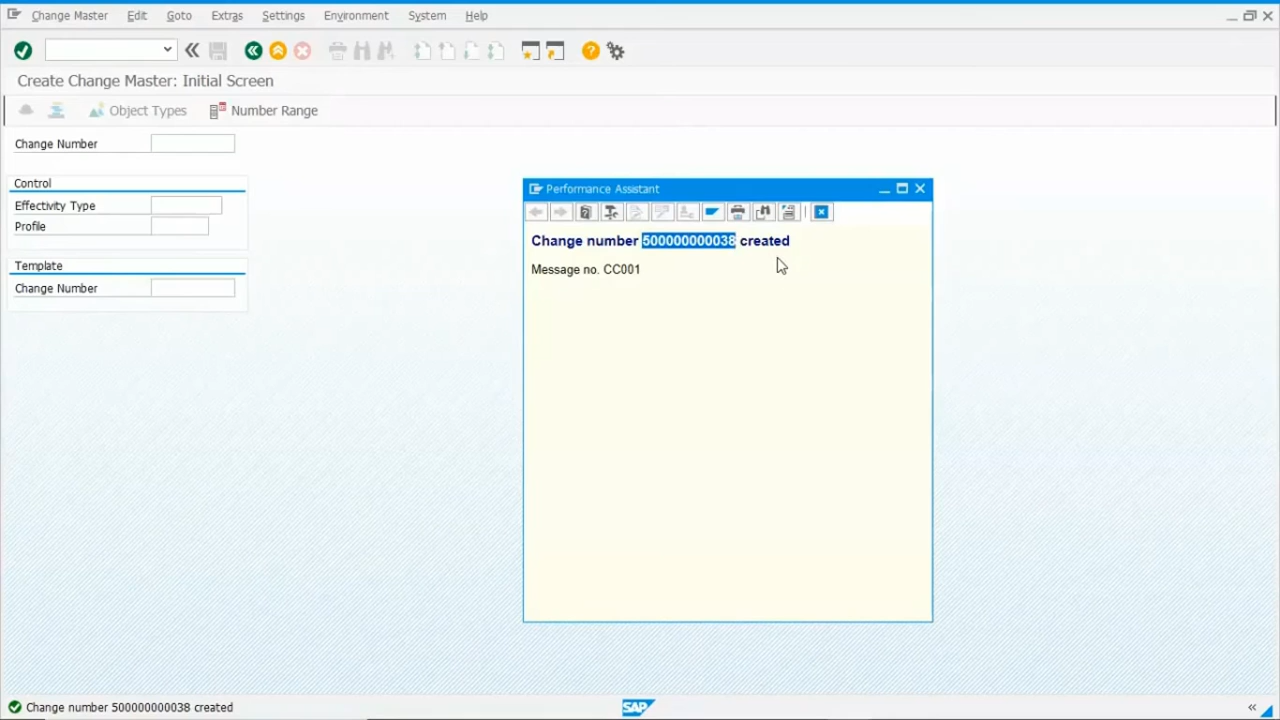 Change Master Edit Goto Extras Settings Environment System Help
Create Change Master: Initial Screen
Object Types Number Range
Change Number
Control
Effectivity Type
Profile
Template
Change Number
Performance Assistant
Change number 500000000038 created
Message no. CC001
Change number 500000000038 created
SAP